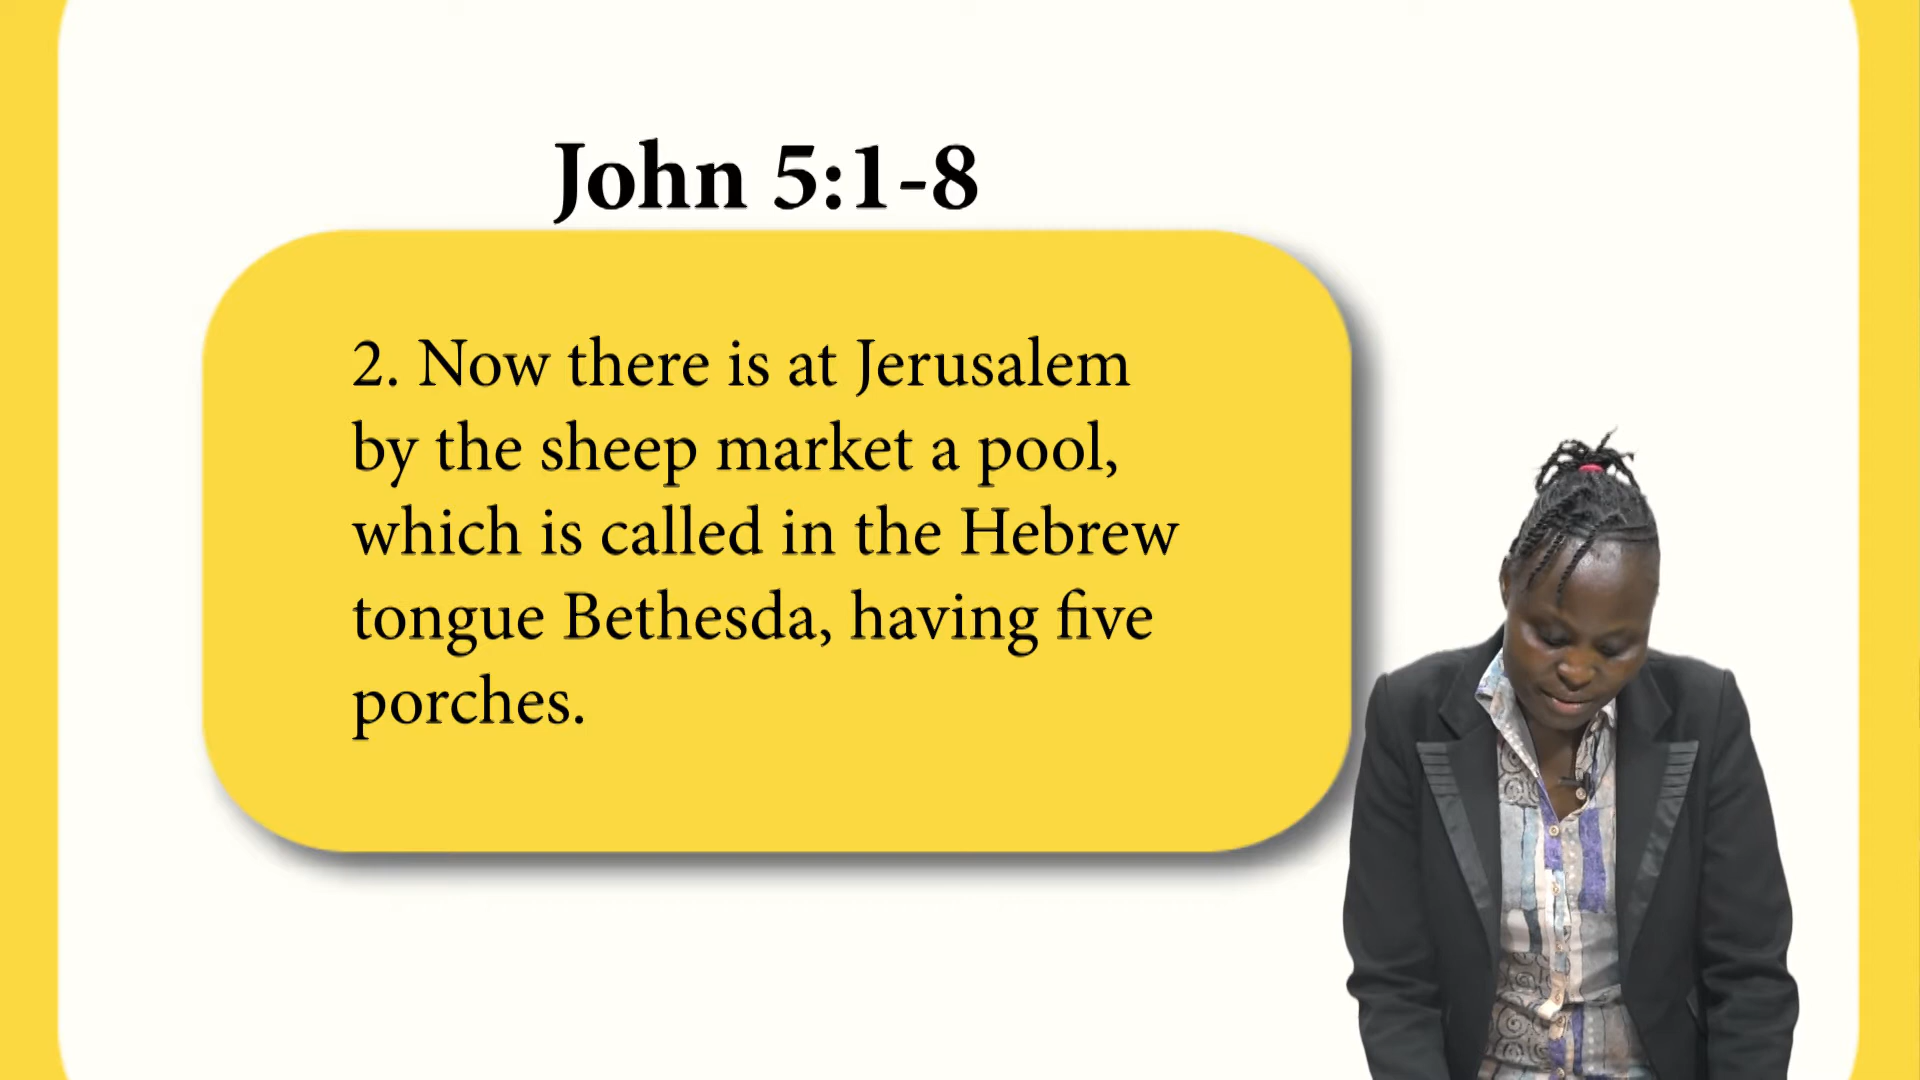 John 5:1-8
2. Now there is at Jerusalem
by the sheep market a pool,
which is called in the Hebrew
tongue Bethesda, having five
porches.